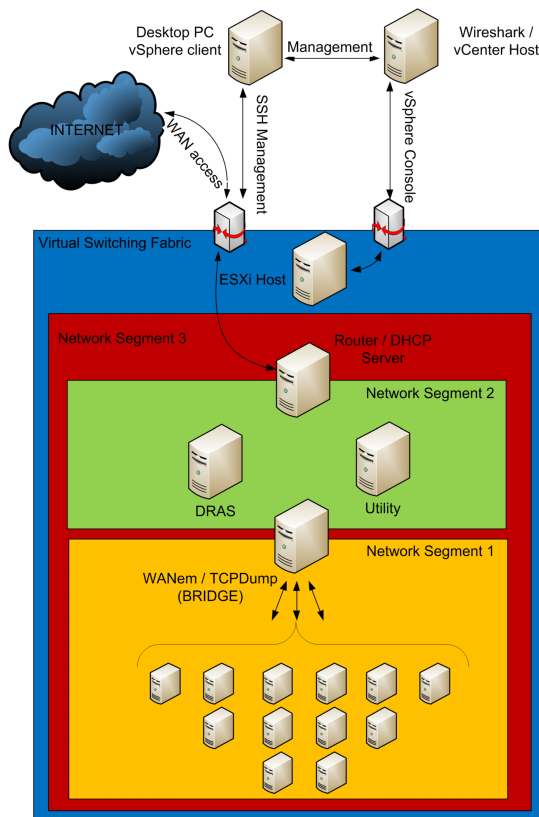 Desktop PC
vSphere client
Management
Wireshark /
vCenter Host
INTERNET
WAN access
SSH Management
vSphere Console
Virtual Switching Fabric
ESXi Host
Network Segment 3
Router / DHCP
Server
Network Segment 2
DRAS
Utility
Network Segment 1
WANem / TCPDump
(BRIDGE)